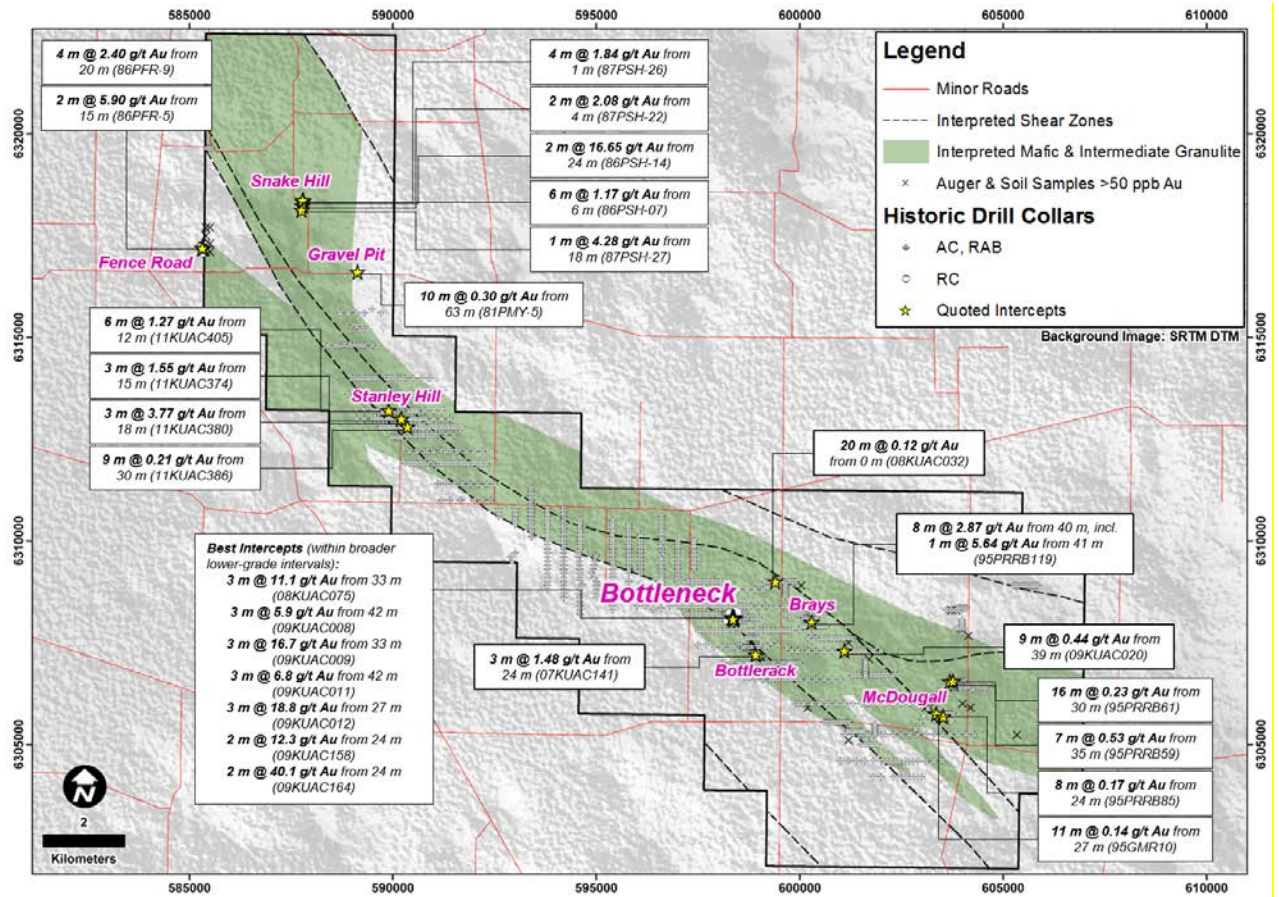 585000
590000
595000
600000
605000
610000
6320000
6315000
6310000
6305000
6320000
6315000
6310000
6305000
4 m @ 2.40 g/t Au from
20 m (86PFR-9)
2 m @ 5.90 g/t Au from
15 m (86PFR-5)
4 m @ 1.84 g/t Au from
1 m (87PSH-26)
2 m @ 2.08 g/t Au from
4 m (87PSH-22)
2 m @ 16.65 g/t Au from
24 m (86PSH-14)
6 m @ 1.17 g/t Au from
6 m (86PSH-07)
1 m @ 4.28 g/t Au from
18 m (87PSH-27)
Legend
Minor Roads
Interpreted Shear Zones
Interpreted Mafic & Intermediate Granulite
Auger & Soil Samples >50 ppb Au
Historic Drill Collars
AC, RAB
RC
Quoted Intercepts
Background Image: SRTM DTM
Snake Hill
Fence Road
Gravel Pit
10 m @ 0.30 g/t Au from
63 m (81PMY-5)
6 m @ 1.27 g/t Au from
12 m (11KUAC405)
3 m @ 1.55 g/t Au from
15 m (11KUAC374)
3 m @ 3.77 g/t Au from
18 m (11KUAC380)
9 m @ 0.21 g/t Au from
30 m (11KUAC386)
Stanley Hill
20 m @ 0.12 g/t Au
from 0 m (08KUAC032)
8 m @ 2.87 g/t Au from 40 m, incl.
1 m @ 5.64 g/t Au from 41 m
(95PRRB119)
Best Intercepts (within broader
lower-grade intervals):
3 m @ 11.1 g/t Au from 33 m
(08KUAC075)
3 m @ 5.9 g/t Au from 42 m
(09KUAC008)
3 m @ 16.7 g/t Au from 33 m
(09KUAC009)
3 m @ 6.8 g/t Au from 42 m
(09KUAC011)
3 m @ 18.8 g/t Au from 27 m
(09KUAC012)
2 m @ 12.3 g/t Au from 24 m
(09KUAC158)
2 m @ 40.1 g/t Au from 24 m
(09KUAC164)
Bottleneck
Brays
Bottlerack
McDougall
3 m @ 1.48 g/t Au from
24 m (07KUAC141)
9 m @ 0.44 g/t Au from
39 m (09KUAC020)
16 m @ 0.23 g/t Au from
30 m (95PRRB61)
7 m @ 0.53 g/t Au from
35 m (95PRRB59)
8 m @ 0.17 g/t Au from
24 m (95PRRB85)
11 m @ 0.14 g/t Au from
27 m (95GMR10)
N
2
Kilometers
585000
590000
595000
600000
605000
610000